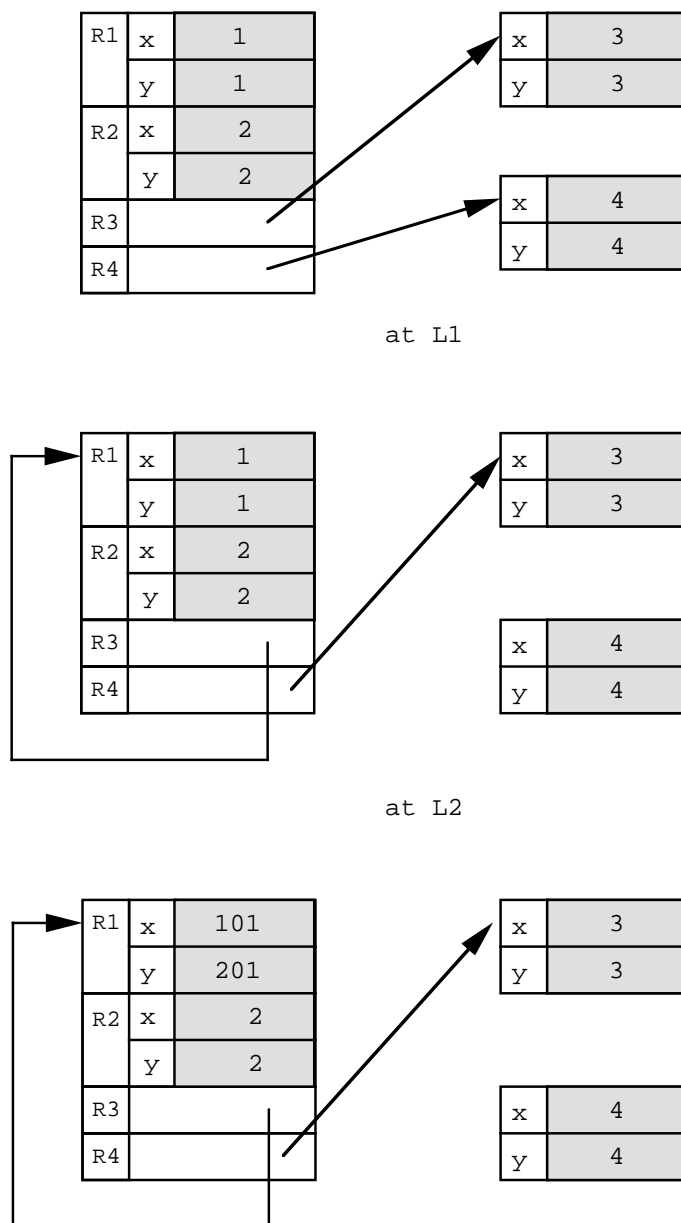 R1 x 1 x 3
y 1 y 3
R2 x 2
y 2 x 4
R3 y 4
R4
at L1
R1 x 1 x 3
y 1 y 3
R2 x 2
y 2
R3 x 4
R4 y 4
at L2
R1 x 101 x 3
y 201 y 3
R2 x 2
y 2
R3 x 4
R4 y 4